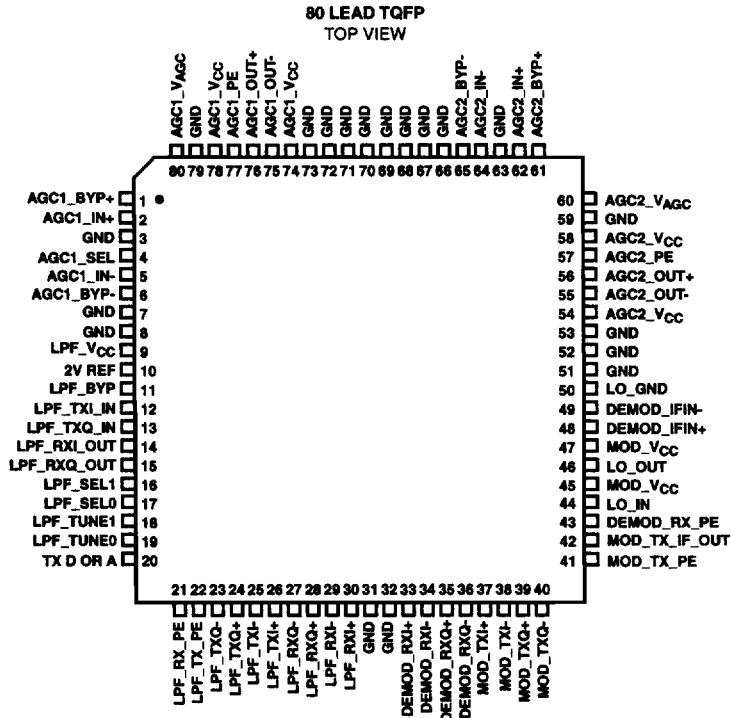 80 LEAD TQFP
TOP VIEW
AGC1_VAGC
GND
AGC1_VCC
AGC1_PE
AGC1_OUT+
AGC1_OUT-
AGC1_VCC
GND
GND
GND
GND
GND
GND
GND
GND
AGC2_BYP-
AGC2_IN-
GND
AGC2_IN+
AGC2_BYP+
80 79 78 77 76 75 74 73 72 71 70 69 68 67 66 65 64 63 62 61
AGC1_BYP+ 1
AGC1_IN+ 2
GND 3
AGC1_SEL 4
AGC1_IN- 5
AGC1_BYP- 6
GND 7
GND 8
LPF_VCC 9
2V REF 10
LPF_BYP 11
LPF_TXI_IN 12
LPF_TXQ_IN 13
LPF_RXI_OUT 14
LPF_RXQ_OUT 15
LPF_SEL1 16
LPF_SEL0 17
LPF_TUNE1 18
LPF_TUNE0 19
TX D OR A 20
60 AGC2_VAGC
59 GND
58 AGC2_VCC
57 AGC2_PE
56 AGC2_OUT+
55 AGC2_OUT-
54 AGC2_VCC
53 GND
52 GND
51 GND
50 LO_GND
49 DEMOD_IFIN-
48 DEMOD_IFIN+
47 MOD_VCC
46 LO_OUT
45 MOD_VCC
44 LO_IN
43 DEMOD_RX_PE
42 MOD_TX_IF_OUT
41 MOD_TX_PE
21 22 23 24 25 26 27 28 29 30 31 32 33 34 35 36 37 38 39 40
LPF_RX_PE
LPF_TX_PE
LPF_TXQ-
LPF_TXQ+
LPF_TXI-
LPF_TXI+
LPF_RXQ-
LPF_RXQ+
LPF_RXI-
LPF_RXI+
GND
GND
DEMOD_RXI+
DEMOD_RXI-
DEMOD_RXQ+
DEMOD_RXQ-
MOD_TXI+
MOD_TXI-
MOD_TXQ+
MOD_TXQ-